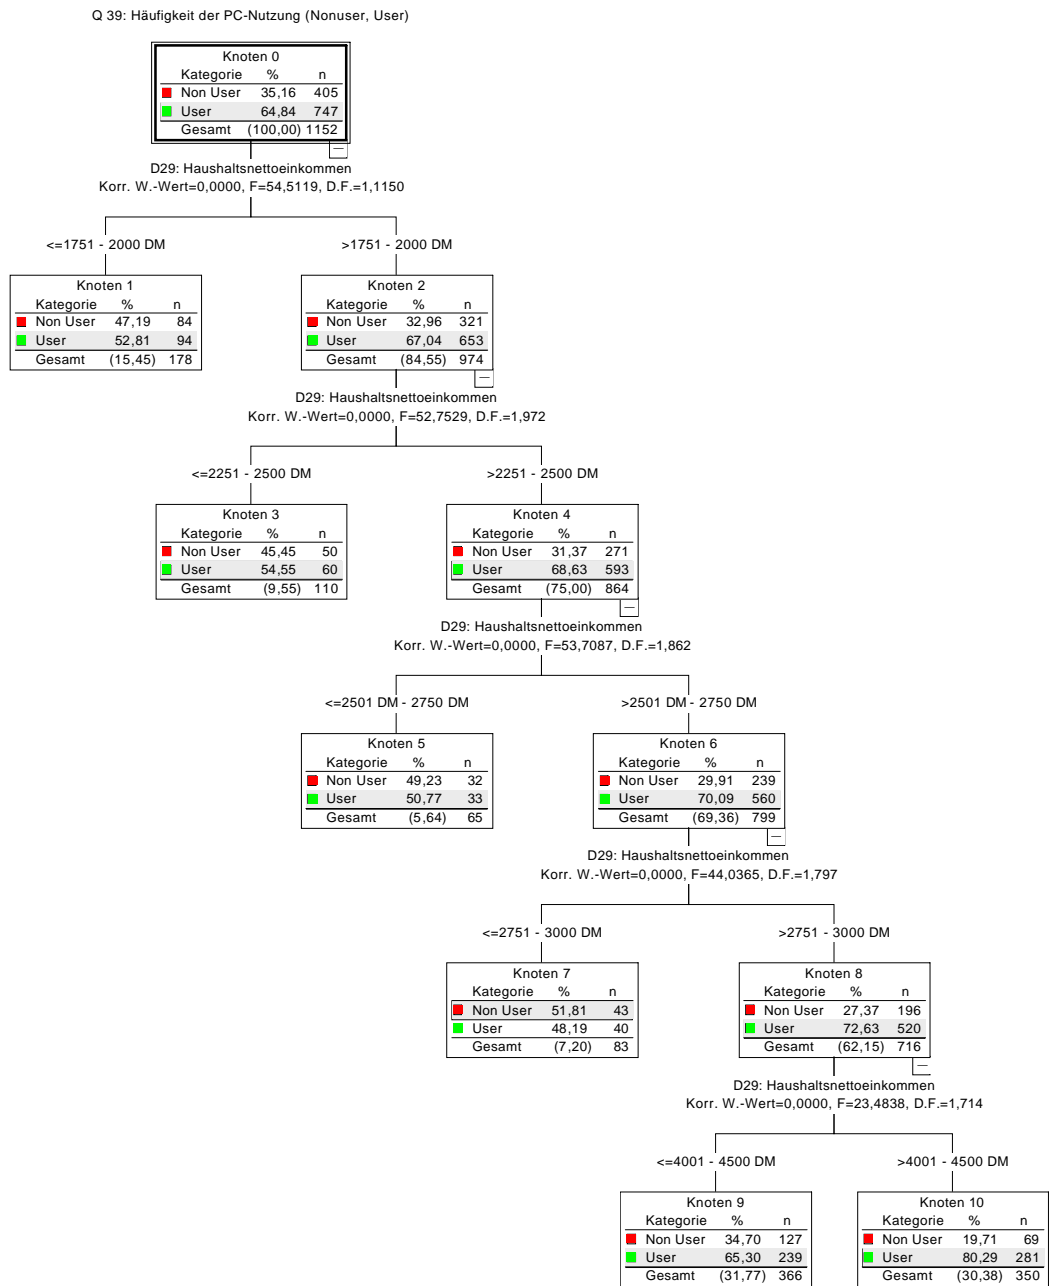 Q 39: Häufigkeit der PC-Nutzung (Nonuser, User)
Knoten 0
Kategorie % n
Non User 35,16 405
User 64,84 747
Gesamt (100,00) 1152
D29: Haushaltsnettoeinkommen
Korr. W.-Wert=0,0000, F=54,5119, D.F.=1,1150
<=1751 - 2000 DM
>1751 - 2000 DM
Knoten 1
Kategorie % n
Non User 47,19 84
User 52,81 94
Gesamt (15,45) 178
Knoten 2
Kategorie % n
Non User 32,96 321
User 67,04 653
Gesamt (84,55) 974
D29: Haushaltsnettoeinkommen
Korr. W.-Wert=0,0000, F=52,7529, D.F.=1,972
<=2251 - 2500 DM
>2251 - 2500 DM
Knoten 3
Kategorie % n
Non User 45,45 50
User 54,55 60
Gesamt (9,55) 110
Knoten 4
Kategorie % n
Non User 31,37 271
User 68,63 593
Gesamt (75,00) 864
D29: Haushaltsnettoeinkommen
Korr. W.-Wert=0,0000, F=53,7087, D.F.=1,862
<=2501 DM - 2750 DM
>2501 DM - 2750 DM
Knoten 5
Kategorie % n
Non User 49,23 32
User 50,77 33
Gesamt (5,64) 65
Knoten 6
Kategorie % n
Non User 29,91 239
User 70,09 560
Gesamt (69,36) 799
D29: Haushaltsnettoeinkommen
Korr. W.-Wert=0,0000, F=44,0365, D.F.=1,797
<=2751 - 3000 DM
>2751 - 3000 DM
Knoten 7
Kategorie % n
Non User 51,81 43
User 48,19 40
Gesamt (7,20) 83
Knoten 8
Kategorie % n
Non User 27,37 196
User 72,63 520
Gesamt (62,15) 716
D29: Haushaltsnettoeinkommen
Korr. W.-Wert=0,0000, F=23,4838, D.F.=1,714
<=4001 - 4500 DM
>4001 - 4500 DM
Knoten 9
Kategorie % n
Non User 34,70 127
User 65,30 239
Gesamt (31,77) 366
Knoten 10
Kategorie % n
Non User 19,71 69
User 80,29 281
Gesamt (30,38) 350